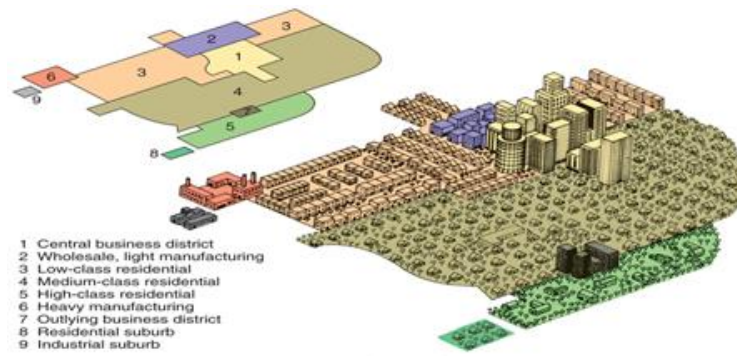 3
2
1
3
6
9
4
7
5
8
1 Central business district
2 Wholesale, light manufacturing
3 Low-class residential
4 Medium-class residential
5 High-class residential
6 Heavy manufacturing
7 Outlying business district
8 Residential suburb
9 Industrial suburb